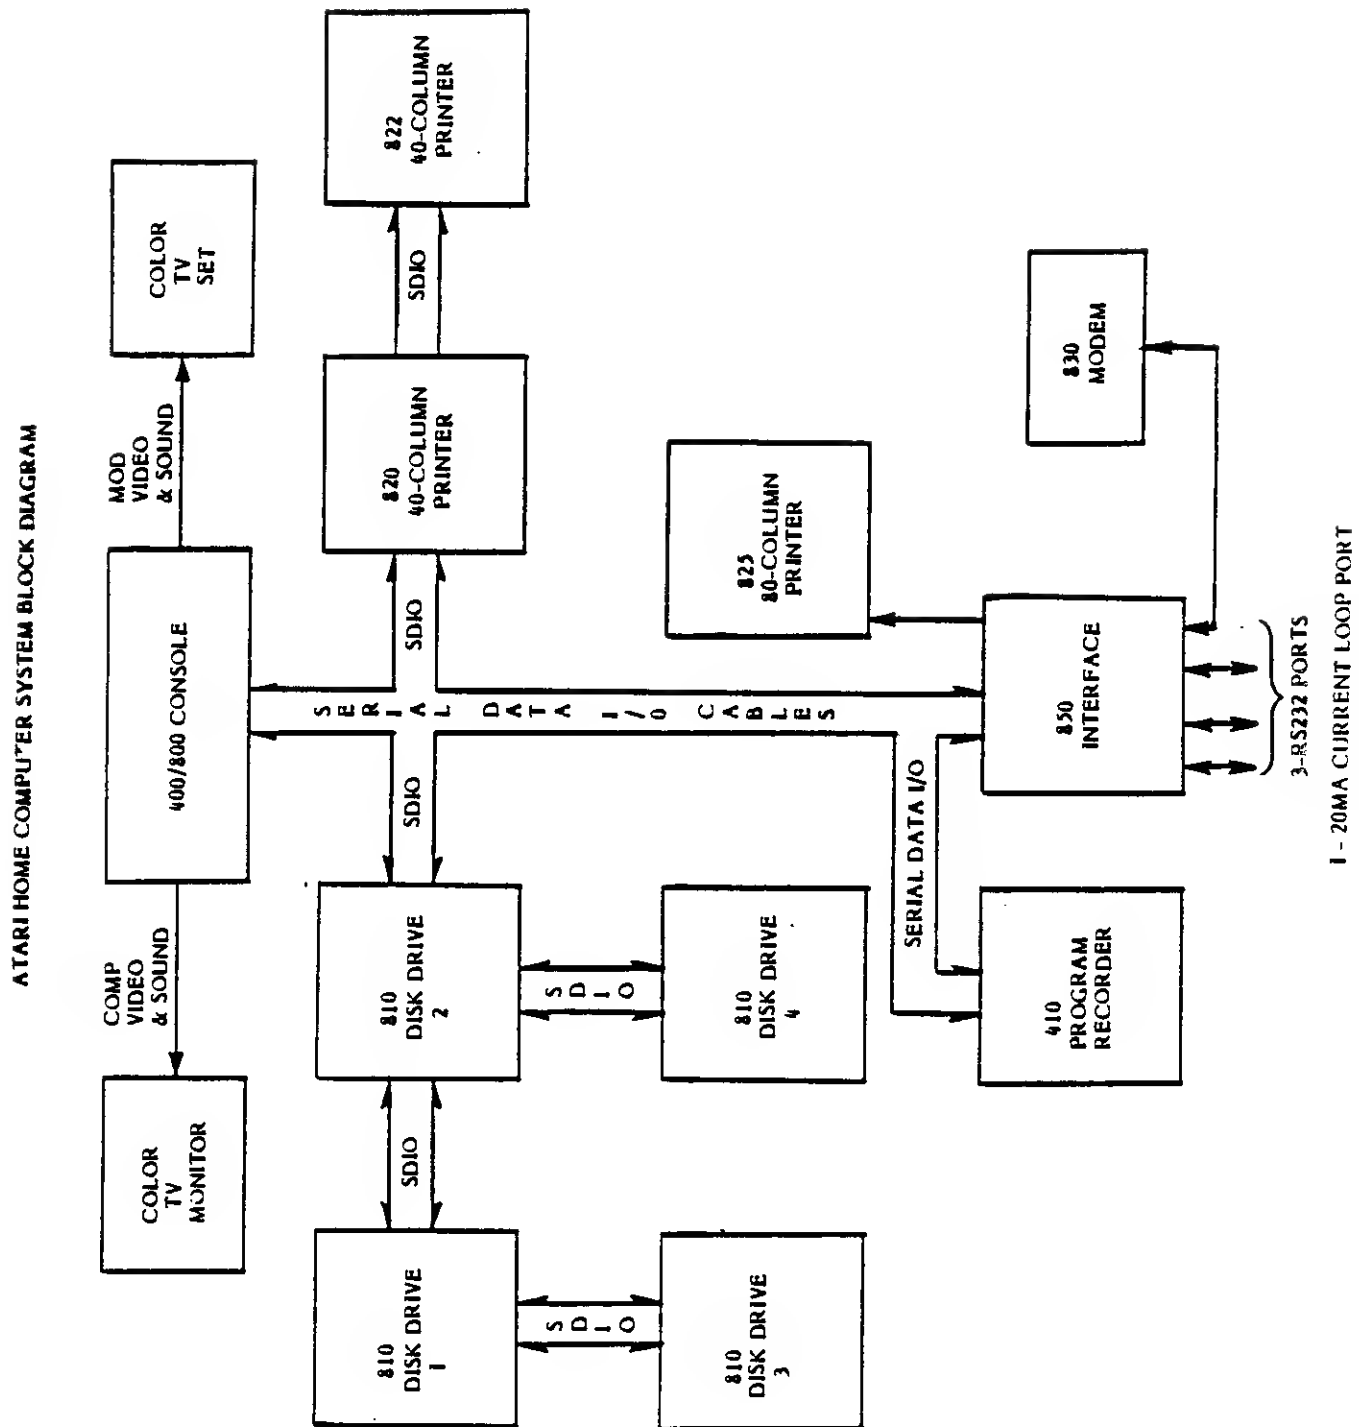 ATARI HOME COMPUTER SYSTEM BLOCK DIAGRAM
COLOR
TV
MONITOR
COMP
VIDEO
& SOUND
400/800 CONSOLE
MOD
VIDEO
& SOUND
COLOR
TV
SET
810
DISK DRIVE
1
SDIO
810
DISK DRIVE
2
SDIO
SDIO
820
40-COLUMN
PRINTER
SDIO
822
40-COLUMN
PRINTER
SERIAL DATA I/O CABLES
SDIO
SDIO
810
DISK DRIVE
3
810
DISK DRIVE
4
825
80-COLUMN
PRINTER
SERIAL DATA I/O
410
PROGRAM
RECORDER
850
INTERFACE
830
MODEM
3-RS232 PORTS
1 - 20MA CURRENT LOOP PORT